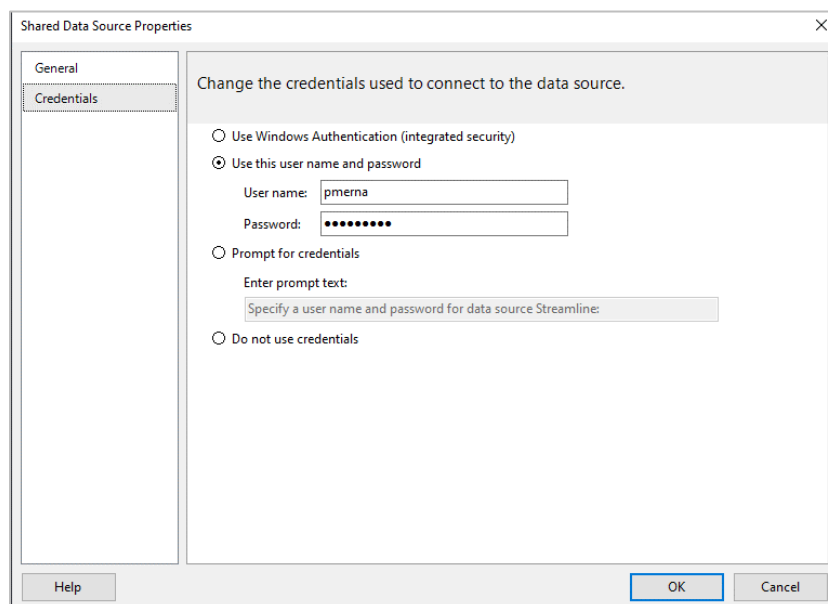 Shared Data Source Properties
General
Credentials
Change the credentials used to connect to the data source.
Use Windows Authentication (integrated security)
Use this user name and password
User name: pmerna
Password: ●●●●●●●●●
Prompt for credentials
Enter prompt text:
Specify a user name and password for data source Streamline:
Do not use credentials
Help OK Cancel